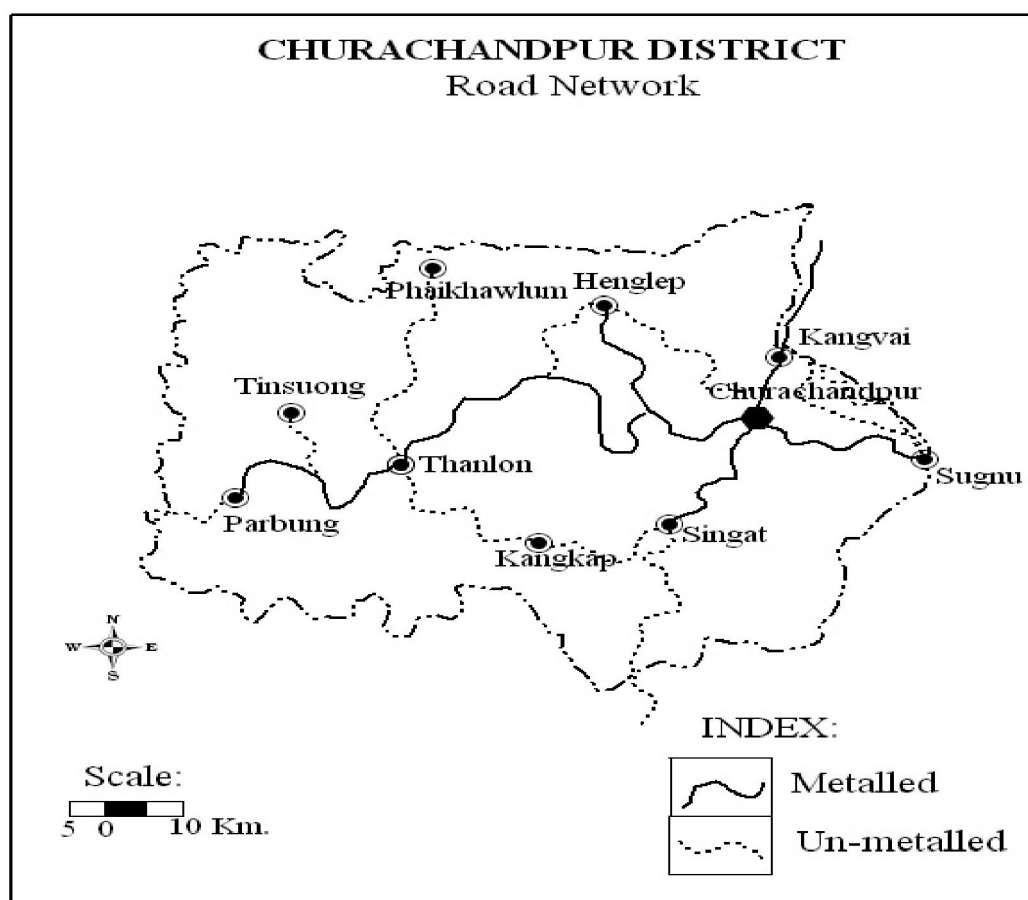 CHURACHANDPUR DISTRICT
Road Network
Henglep
Phaikhawlum
Kangvai
Tinsuong
Churachandpur
Thanlon
Sugnu
Parbung
Singat
Kangkap
N
W E
S
INDEX:
Scale:
Metalled
5 0 10 Km.
Un-metalled